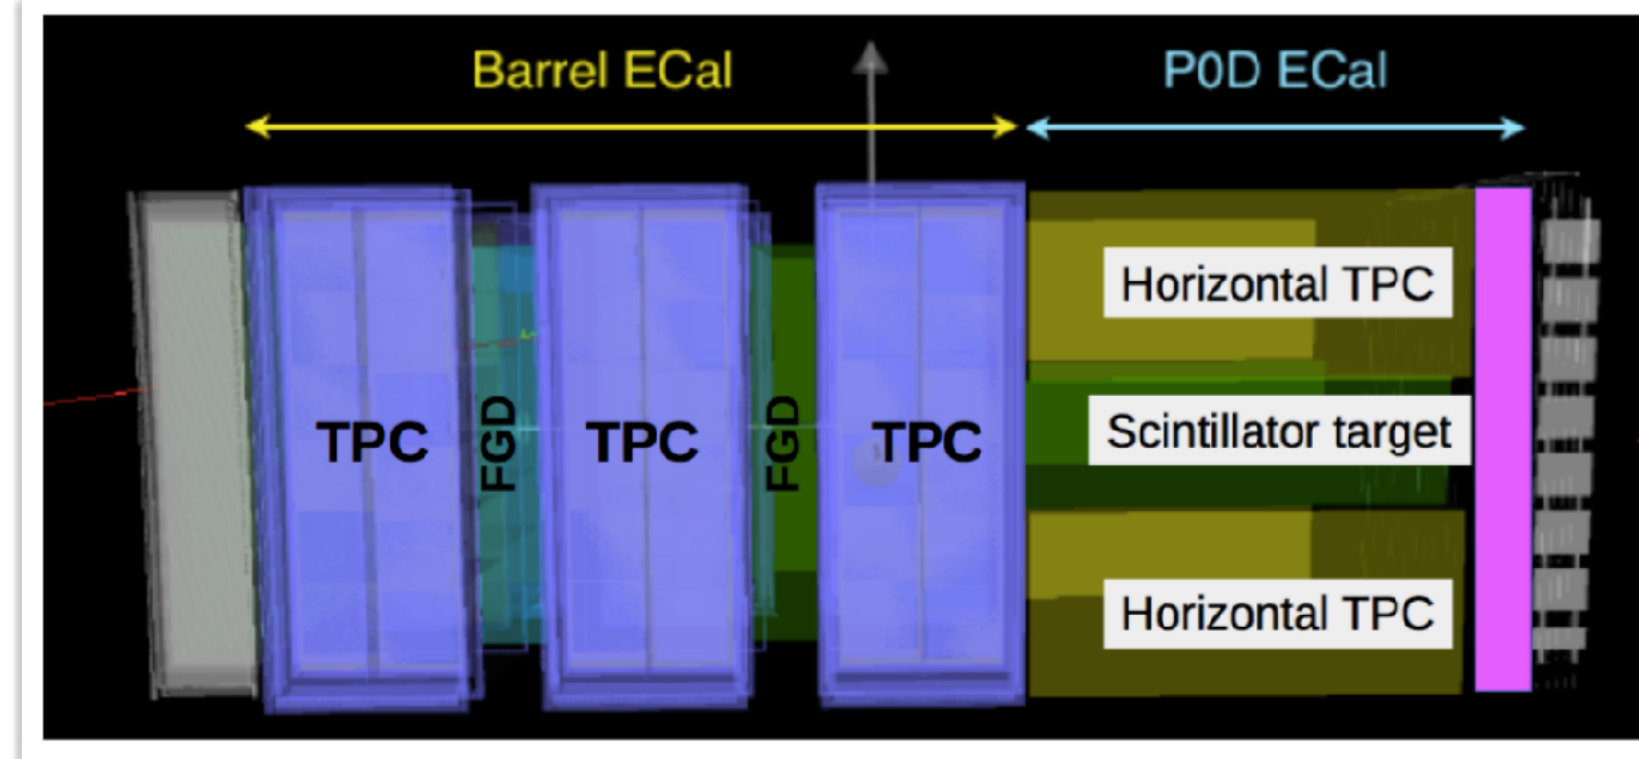 Barrel ECal
P0D ECal
Horizontal TPC
TPC
FGD
TPC
FGD
TPC
Scintillator target
Horizontal TPC